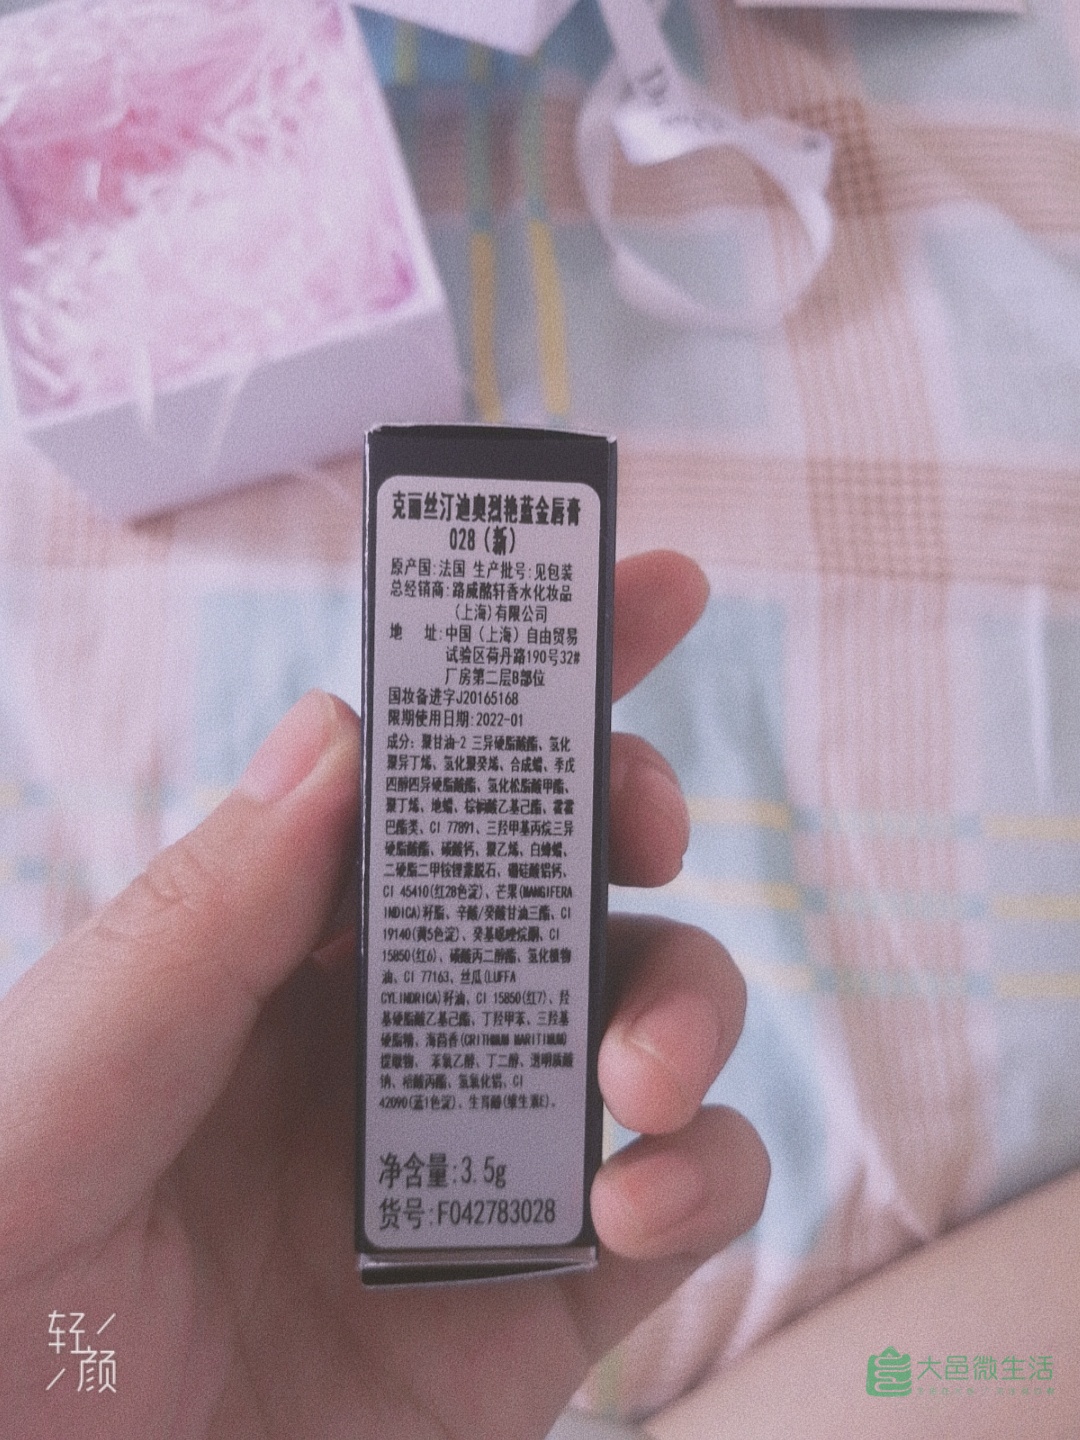 克丽丝汀迪奥烈艳蓝金唇膏
028（新）
原产国:法国 生产批号:见包装
总经销商:路威酩轩香水化妆品
(上海)有限公司
地 址:中国（上海）自由贸易
试验区荷丹路190号32#
厂房第二层B部位
国妆备进字J20165168
限期使用日期:2022-01
成分: 聚甘油-2 三异硬脂酸酯、氢化
聚异丁烯、氢化聚癸烯、合成蜡、季戊
四醇四异硬脂酸酯、氢化松脂酸甲酯、
聚丁烯、地蜡、棕榈酸乙基己酯、霍霍
巴酯类、CI 77891、三羟甲基丙烷三异
硬脂酸酯、碳酸钙、聚乙烯、白蜂蜡、
二硬脂二甲铵锂蒙脱石、硼硅酸铝钙、
CI 45410(红28色淀)、芒果(MANGIFERA
INDICA)籽脂、辛酸/癸酸甘油三酯、CI
19140(黄5色淀)、癸基噁唑烷酮、CI
15850(红6)、碳酸丙二醇酯、氢化植物
油、CI 77163、丝瓜(LUFFA
CYLINDRICA)籽油、CI 15850(红7)、羟
基硬脂酸乙基己酯、丁羟甲苯、三羟基
硬脂精、海茴香(CRITHMUM MARITIMUM)
提取物、苯氧乙醇、丁二醇、透明质酸
钠、棓酸丙酯、氢氧化铝、CI
42090(蓝1色淀)、生育酚(维生素E)。
净含量:3.5g
货号:F042783028
轻颜
大邑微生活